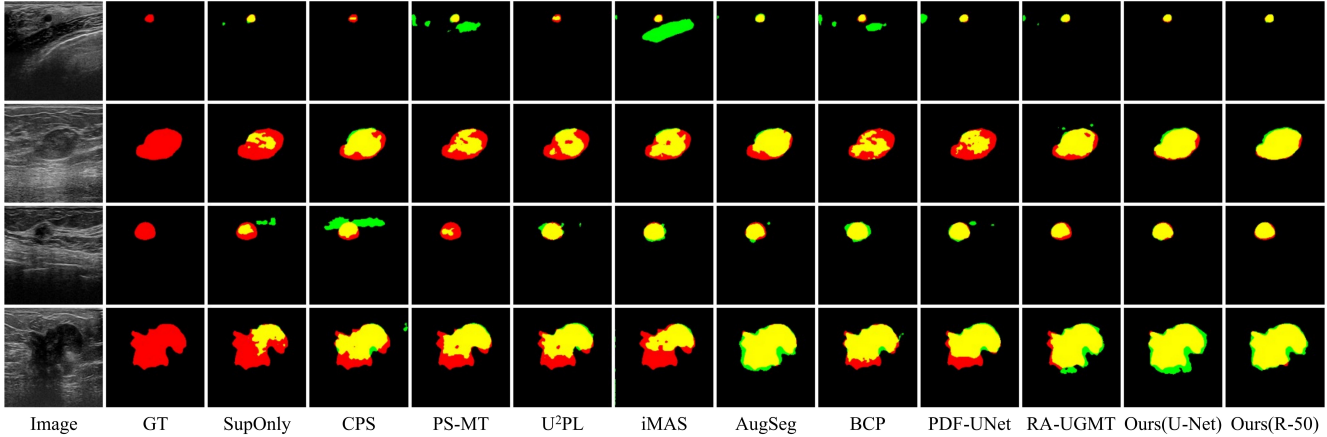 Image GT SupOnly CPS PS-MT U²PL iMAS AugSeg BCP PDF-UNet RA-UGMT Ours(U-Net) Ours(R-50)